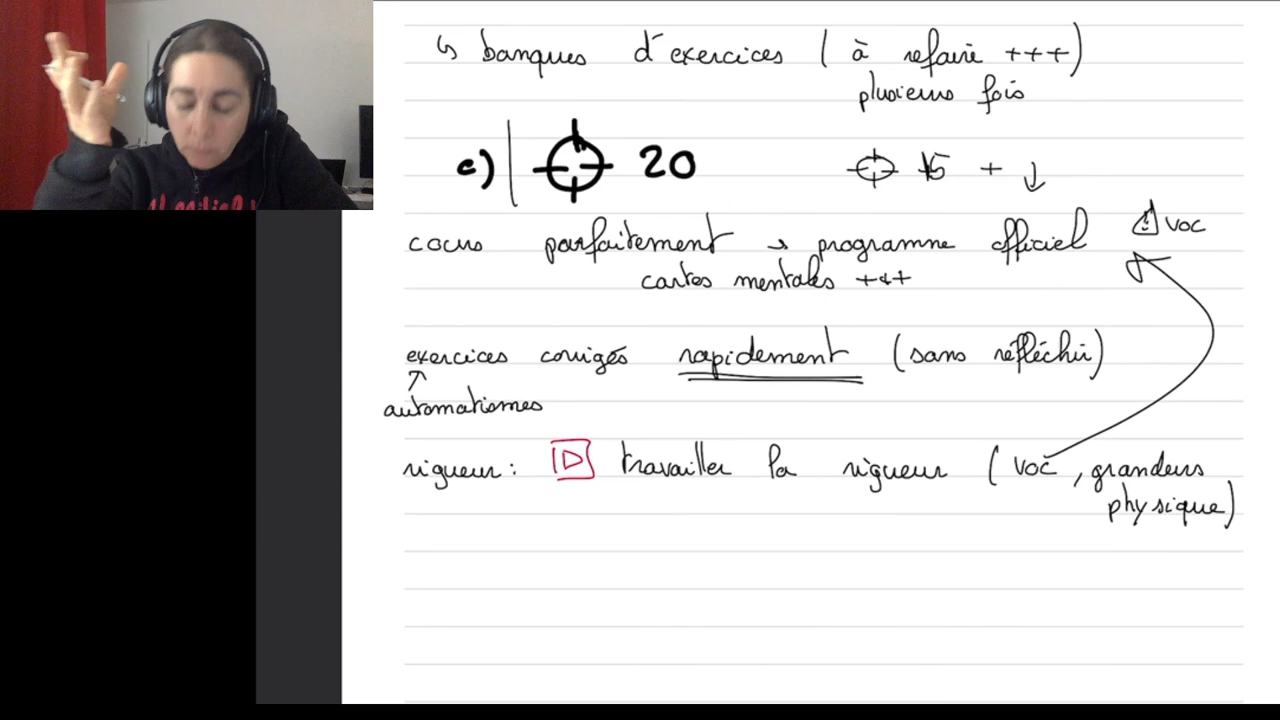 ↳ banques d'exercices ( à refaire +++)
plusieurs fois
c) 20 15 + ↓
cours parfaitement → programme officiel ⚠ voc
cartes mentales +++
exercices corrigés rapidement (sans réfléchir)
↑
automatismes
rigueur : travailler la rigueur ( voc , grandeurs
physique)